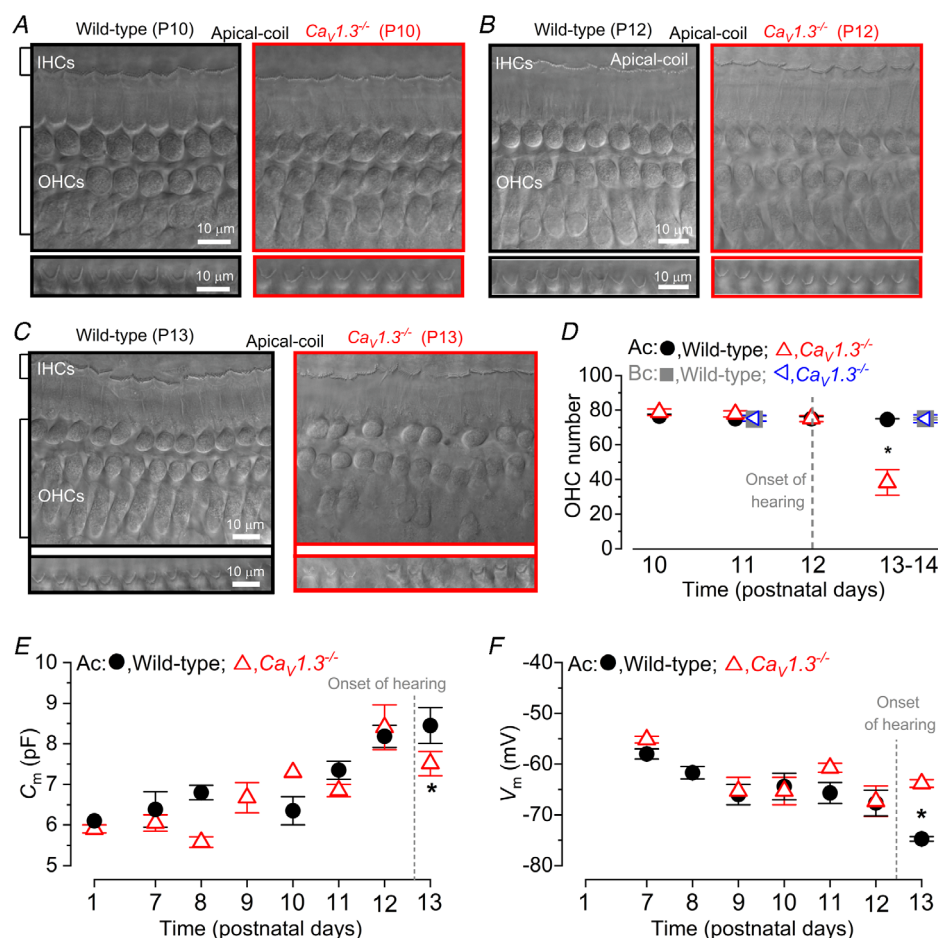 A Wild-type (P10) Apical-coil CaV1.3-/- (P10)
IHCs
OHCs
10 μm
10 μm
B Wild-type (P12) Apical-coil CaV1.3-/- (P12)
IHCs Apical-coil
OHCs
10 μm
10 μm
C Wild-type (P13) Apical-coil CaV1.3-/- (P13)
IHCs
OHCs
10 μm
10 μm
D
Ac: ●,Wild-type; △,CaV1.3-/-
Bc: ■,Wild-type; ◁,CaV1.3-/-
100
80
60
40
20
0
OHC number
Onset of
hearing
*
10 11 12 13-14
Time (postnatal days)
E
Ac: ●,Wild-type; △,CaV1.3-/-
Onset of hearing
10
9
8
7
6
5
Cm (pF)
*
1 7 8 9 10 11 12 13
Time (postnatal days)
F
Ac: ●,Wild-type; △,CaV1.3-/-
Onset
of hearing
-40
-50
-60
-70
-80
Vm (mV)
*
1 7 8 9 10 11 12 13
Time (postnatal days)